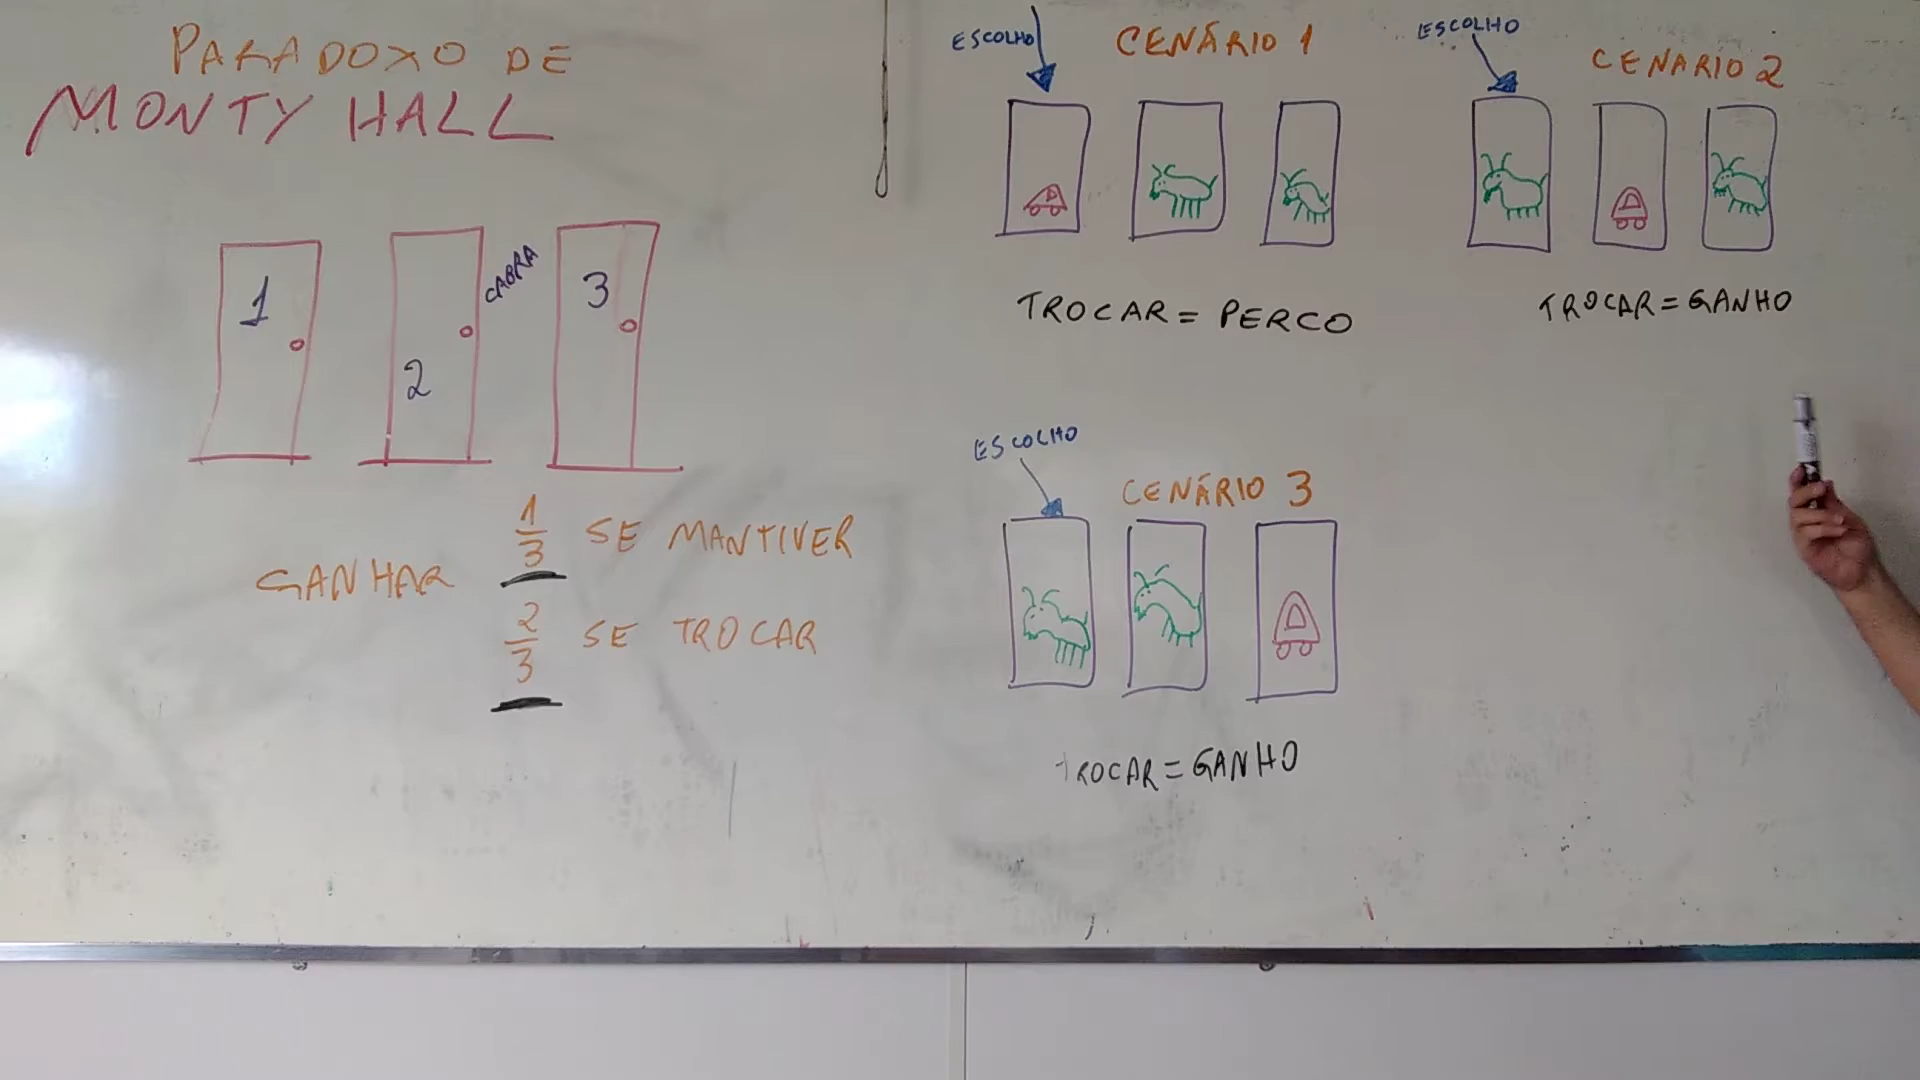 PARADOXO DE
MONTY HALL
1
2
CABRA
3
GANHAR
1/3 SE MANTIVER
2/3 SE TROCAR
ESCOLHO
CENÁRIO 1
TROCAR = PERCO
ESCOLHO
CENARIO 2
TROCAR = GANHO
ESCOLHO
CENÁRIO 3
TROCAR = GANHO